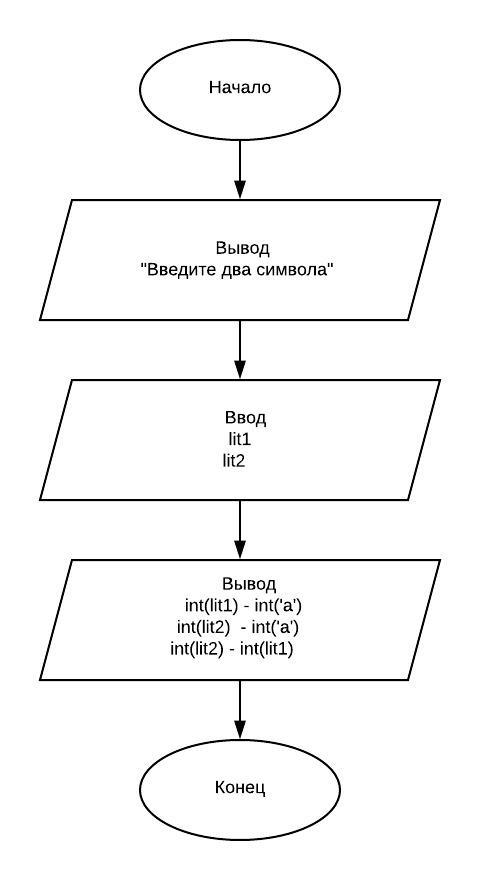 Начало
Вывод
"Введите два символа"
Ввод
lit1
lit2
Вывод
int(lit1) - int('a')
int(lit2)  - int('a')
int(lit2) - int(lit1)
Конец